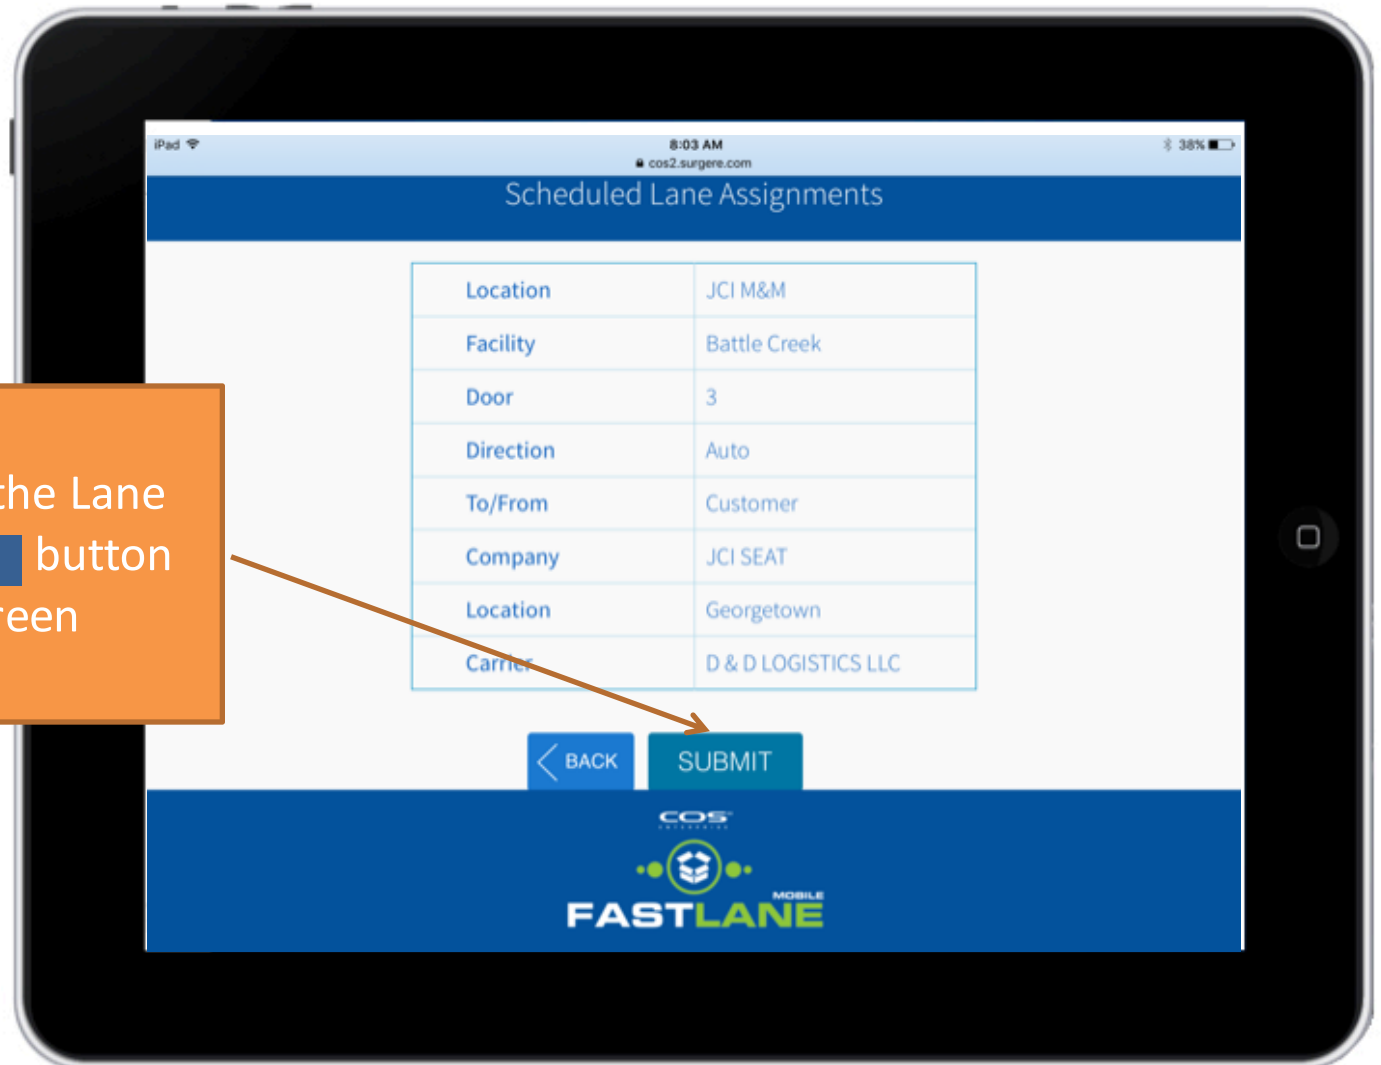 iPad 8:03 AM 38%
cos2.surgere.com
Scheduled Lane Assignments
Location JCI M&M
Facility Battle Creek
Door 3
Direction Auto
To/From Customer
Company JCI SEAT
Location Georgetown
Carrier D & D LOGISTICS LLC
the Lane
button
BACK SUBMIT
COS
ENTERPRISE
MOBILE
FASTLANE